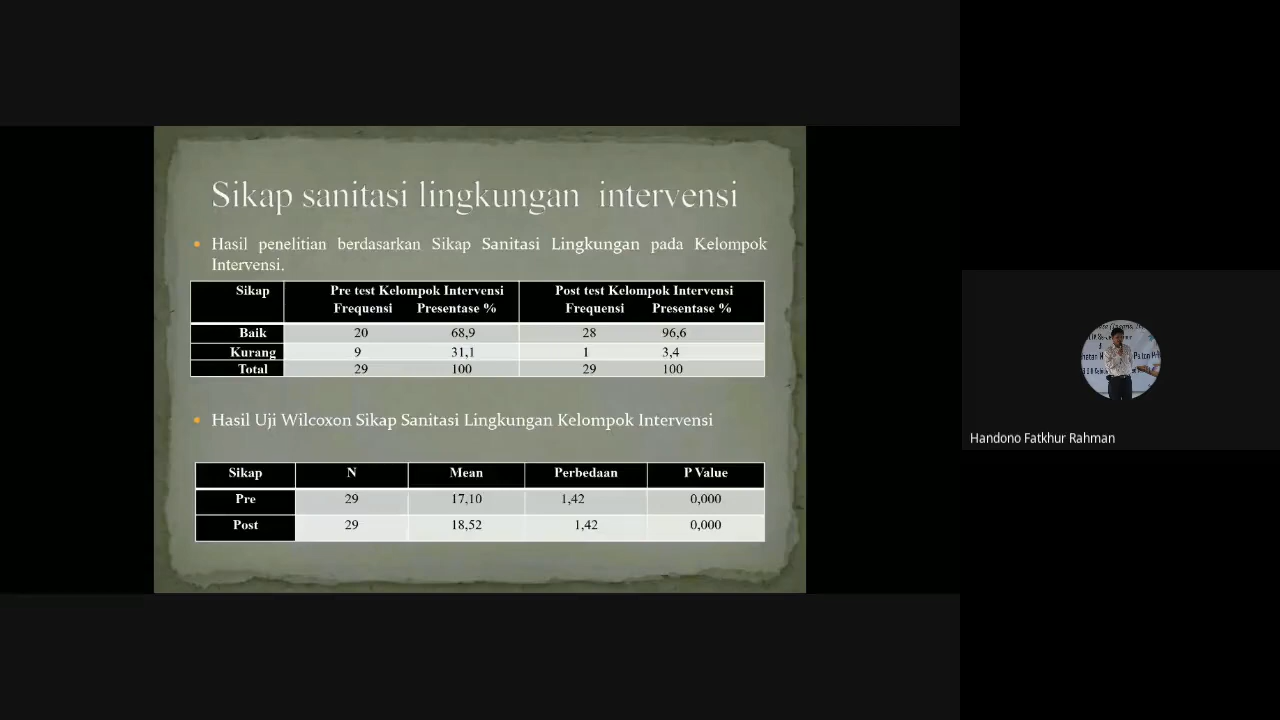 Sikap sanitasi lingkungan intervensi
Hasil penelitian berdasarkan Sikap Sanitasi Lingkungan pada Kelompok
Intervensi.
Sikap Pre test Kelompok Intervensi Post test Kelompok Intervensi
Frequensi Presentase % Frequensi Presentase %
Baik 20 68,9 28 96,6
Kurang 9 31,1 1 3,4
Total 29 100 29 100
Hasil Uji Wilcoxon Sikap Sanitasi Lingkungan Kelompok Intervensi
Sikap N Mean Perbedaan P Value
Pre 29 17,10 1,42 0,000
Post 29 18,52 1,42 0,000
Handono Fatkhur Rahman